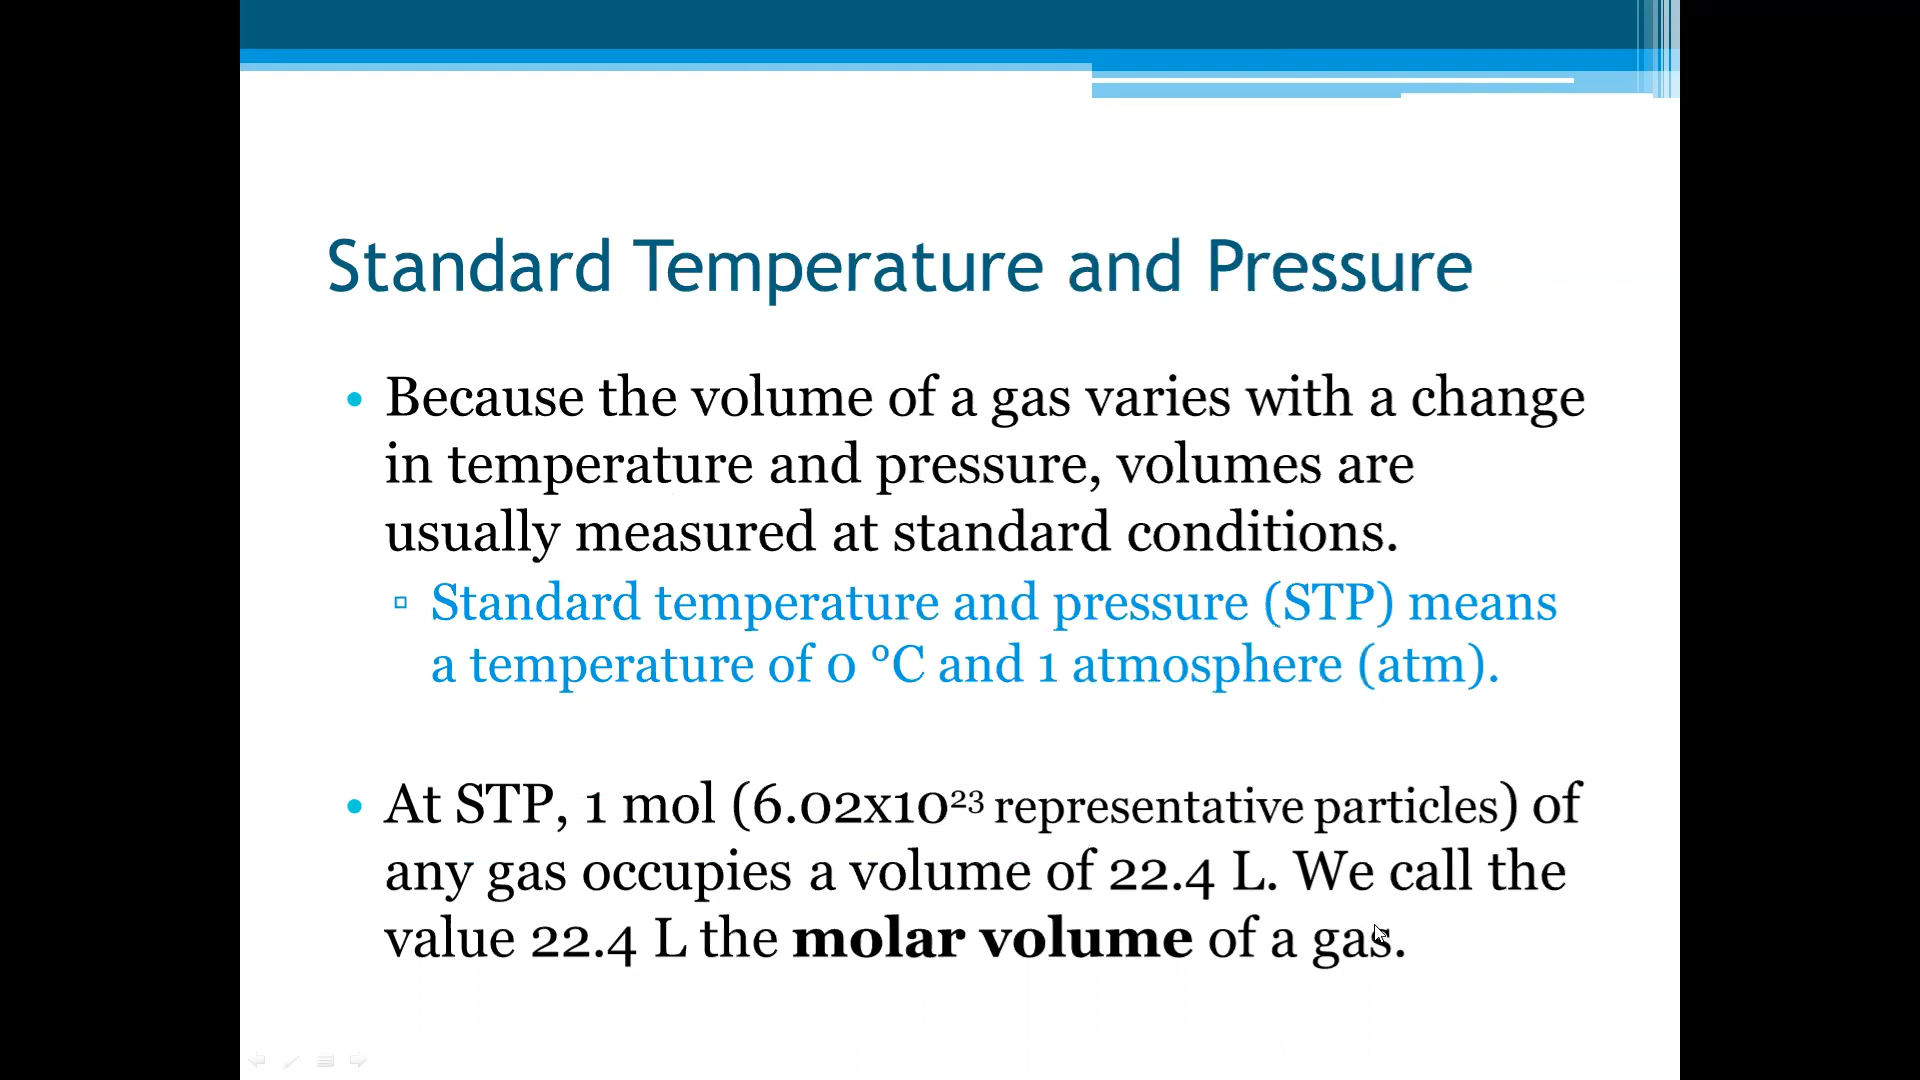 Standard Temperature and Pressure
• Because the volume of a gas varies with a change
in temperature and pressure, volumes are
usually measured at standard conditions.
▫ Standard temperature and pressure (STP) means
a temperature of 0 °C and 1 atmosphere (atm).
• At STP, 1 mol (6.02x10²³ representative particles) of
any gas occupies a volume of 22.4 L. We call the
value 22.4 L the molar volume of a gas.